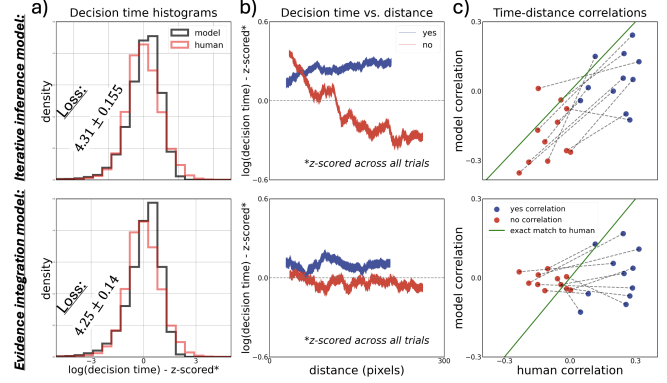 a)
Decision time histograms
b)
Decision time vs. distance
c)
Time-distance correlations
Iterative inference model:
density
Loss:
4.31 ± 0.155
model
human
log(decision time) - z-scored*
0.6
0.0
−0.6
yes
no
*z-scored across all trials
model correlation
0.3
0.0
−0.3
Evidence integration model:
density
Loss:
4.25 ± 0.14
−3
0
3
log(decision time) - z-scored*
log(decision time) - z-scored*
0.6
0.0
−0.6
*z-scored across all trials
0
300
distance (pixels)
model correlation
0.3
0.0
−0.3
yes correlation
no correlation
exact match to human
−0.3
0.0
0.3
human correlation